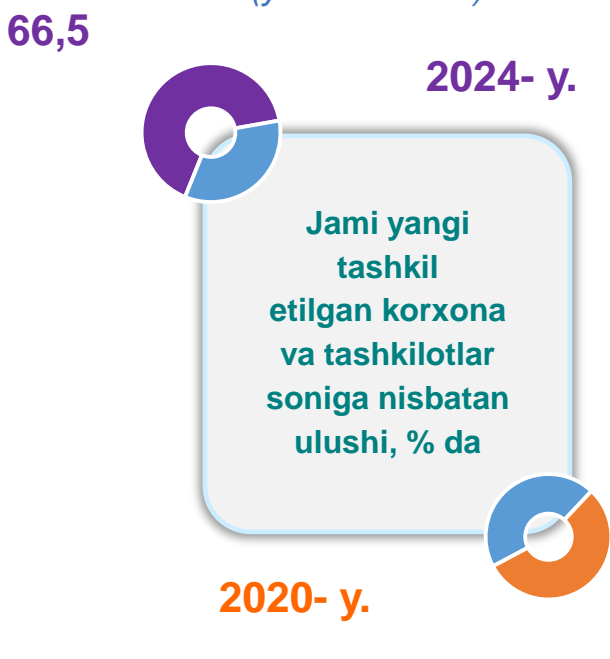 66,5
2024- y.
Jami yangi
tashkil
etilgan korxona
va tashkilotlar
soniga nisbatan
ulushi, % da
2020- y.